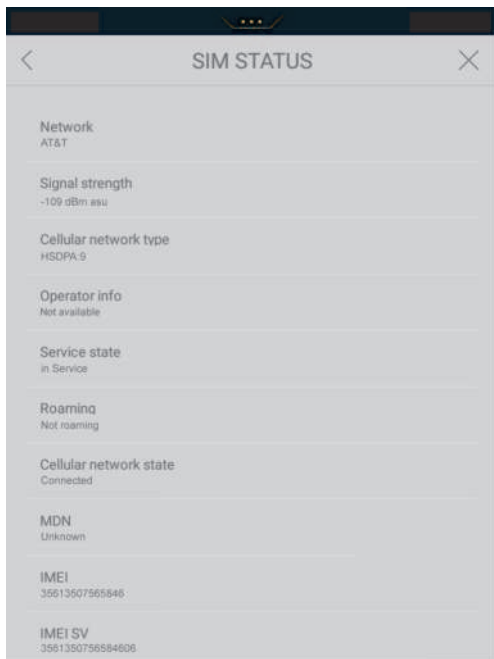 SIM STATUS
Network
AT&T
Signal strength
-109 dBm asu
Cellular network type
HSDPA:9
Operator info
Not available
Service state
in Service
Roaming
Not roaming
Cellular network state
Connected
MDN
Unknown
IMEI
35613507565846
IMEI SV
3561350756584606